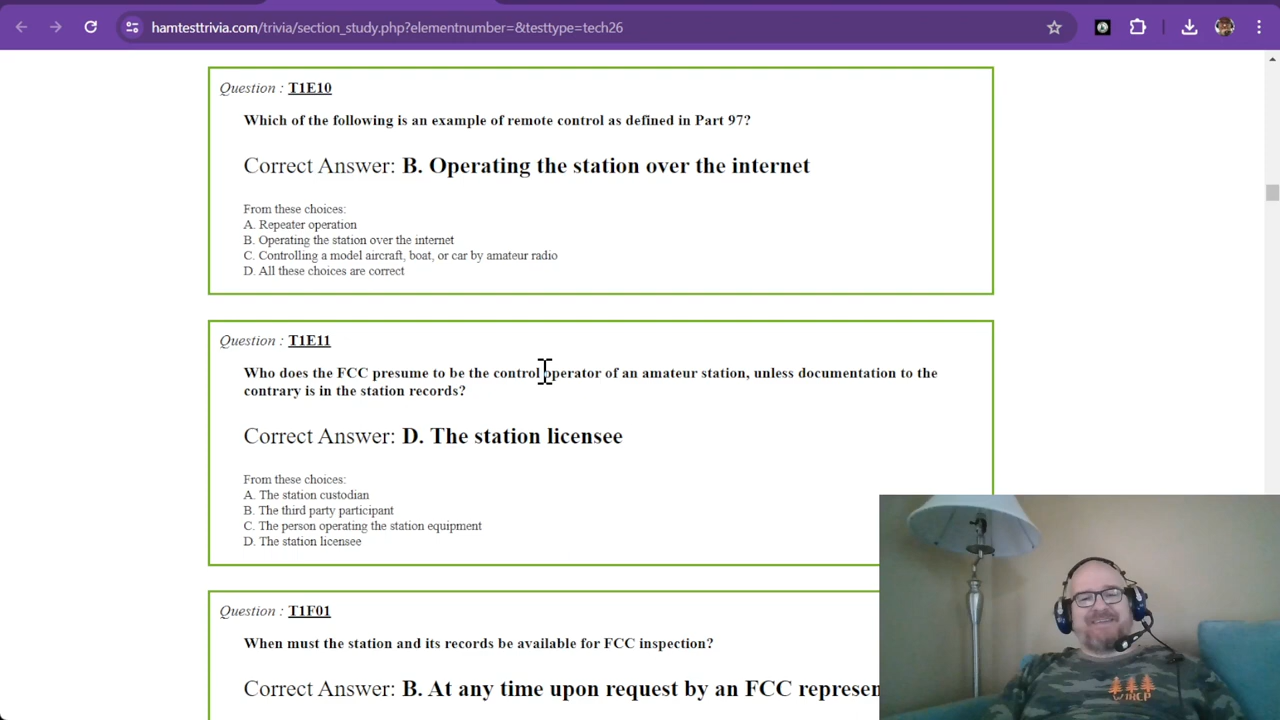 hamtesttrivia.com/trivia/section_study.php?elementnumber=&testtype=tech26
Question : T1E10
Which of the following is an example of remote control as defined in Part 97?
Correct Answer: B. Operating the station over the internet
From these choices:
A. Repeater operation
B. Operating the station over the internet
C. Controlling a model aircraft, boat, or car by amateur radio
D. All these choices are correct
Question : T1E11
Who does the FCC presume to be the control operator of an amateur station, unless documentation to the
contrary is in the station records?
Correct Answer: D. The station licensee
From these choices:
A. The station custodian
B. The third party participant
C. The person operating the station equipment
D. The station licensee
Question : T1F01
When must the station and its records be available for FCC inspection?
Correct Answer: B. At any time upon request by an FCC represen